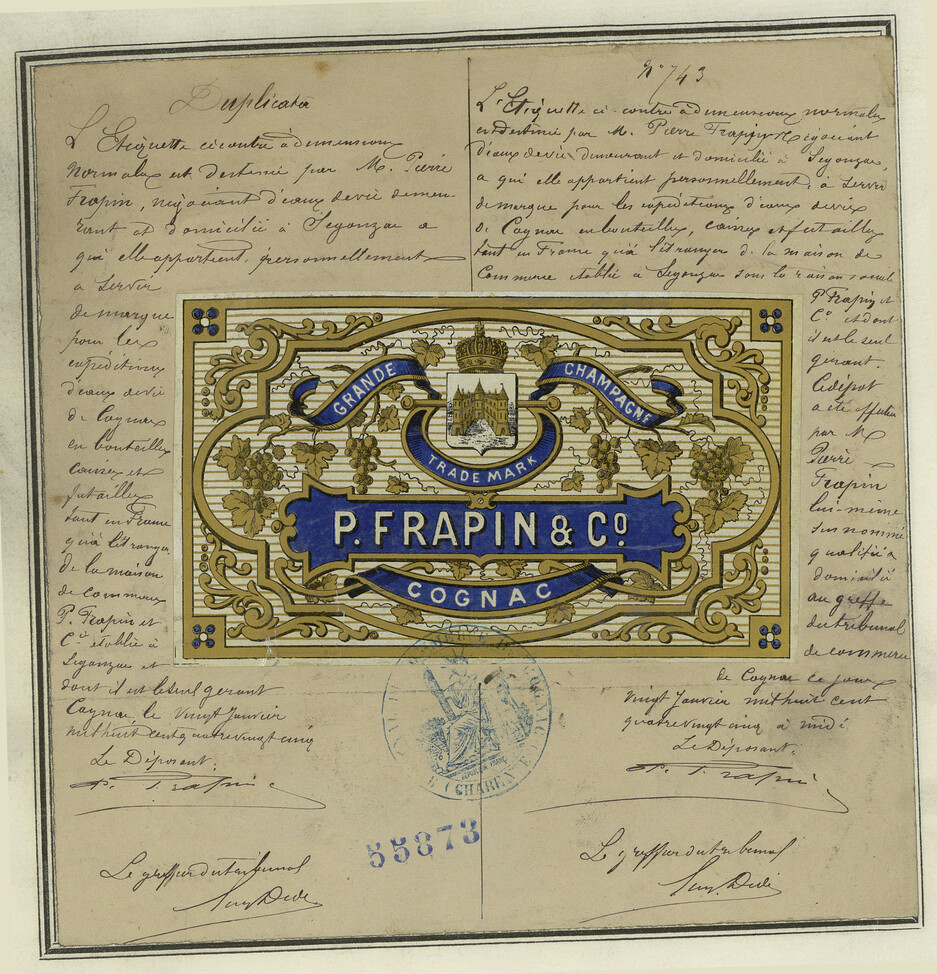 Duplicata
L'Etiquette ci contre à dimensions
normales est destinée par M. Pierre
Frapin, négociant d'eaux de vie demeu-
rant et domicilié à Segonzac a
qui elle appartient, personnellement
à servir
de marque
pour les
expéditions
d'eaux de vie
de Cognac
en bouteilles
caisses et
futailles
tant en France
qu'à l'étranger
de la maison
de commerce
P. Frapin et
Cie établie à
Segonzac et
dont il est le seul gerant
Cognac le Vingt Janvier
mil huit cent quatre vingt cinq
Le Déposant:
P. Frapin
Le greffier du tribunal
N° 743
L'Etiquette ci-contre à dimensions normales
est destinée par M. Pierre Frapin Négociant
d'eaux de vie, demeurant et domicilié à Segonzac,
a qui elle appartient personnellement, à servir
de marque pour les expéditions d'eaux de vie
de Cognac en bouteilles, caisses et futailles
tant en France qu'à l'étranger de la maison de
Commerce établie à Segonzac sous la raison sociale
P Frapin et
Cie et dont
il est le seul
gerant.
Ce dépot
a été effectué
par M
Pierre
Frapin
lui-même
susnommé
qualifié &
domicilié
au greffe
du tribunal
de commerce
de Cognac ce jour
vingt Janvier mil huit cent
quatre vingt cinq à midi
Le Déposant:
P. Frapin
Le greffier du tribunal
GRANDE
CHAMPAGNE
TRADE MARK
P. FRAPIN & Cº.
COGNAC
(CHARENTE)
55873